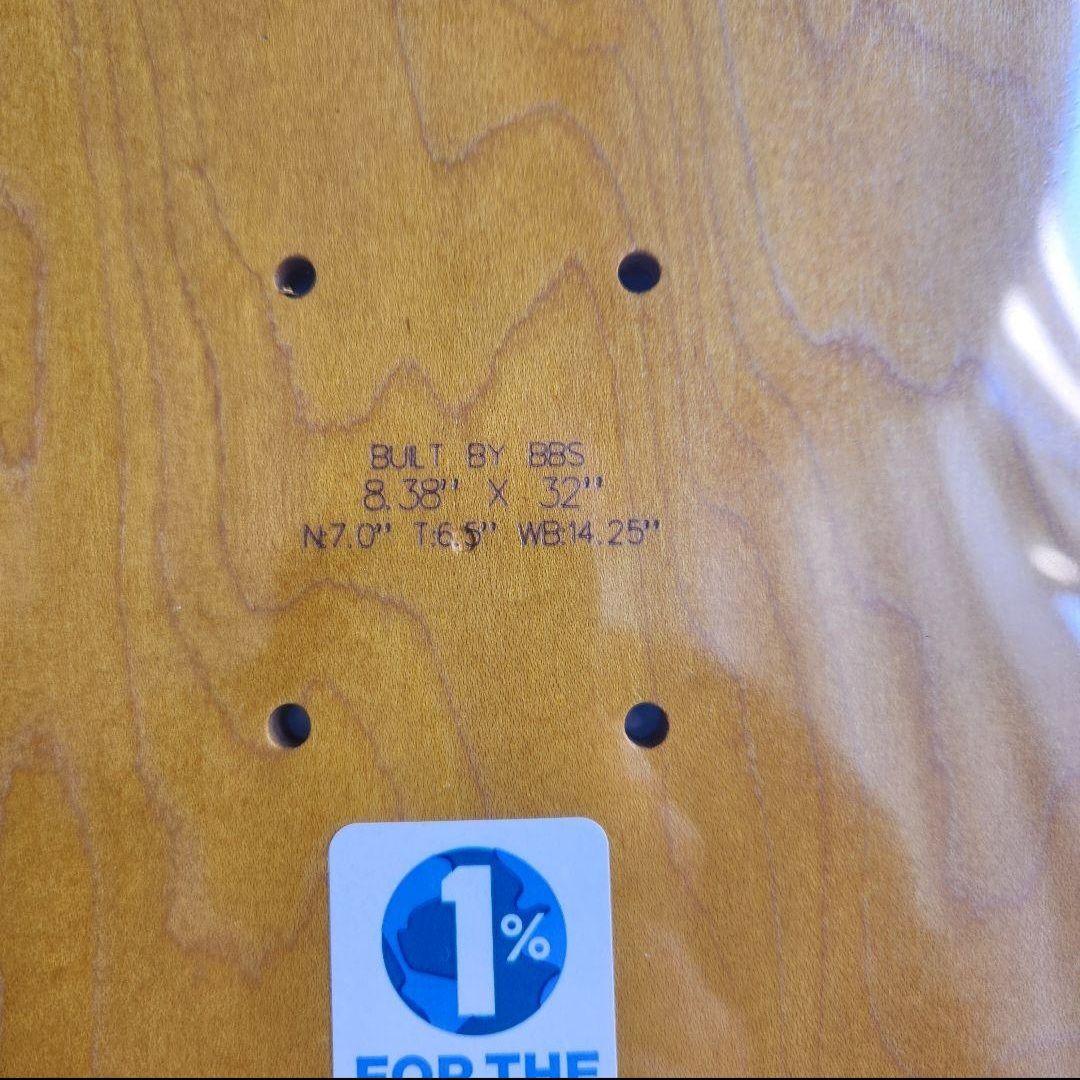 BUILT BY BBS
8.38" X 32"
N:7.0" T:6.5" WB:14.25"
1%
FOR THE